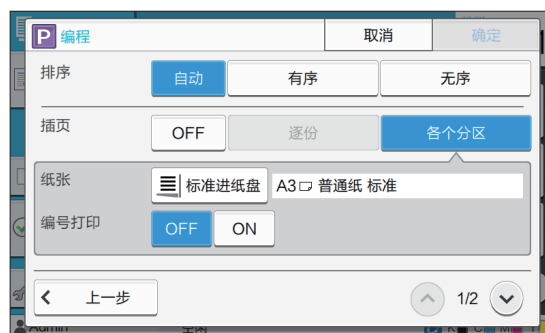 P 编程 取消 确定
排序 自动 有序 无序
插页 OFF 逐份 各个分区
纸张 标准进纸盘 A3 普通纸 标准
编号打印 OFF ON
上一步 1/2
Admin